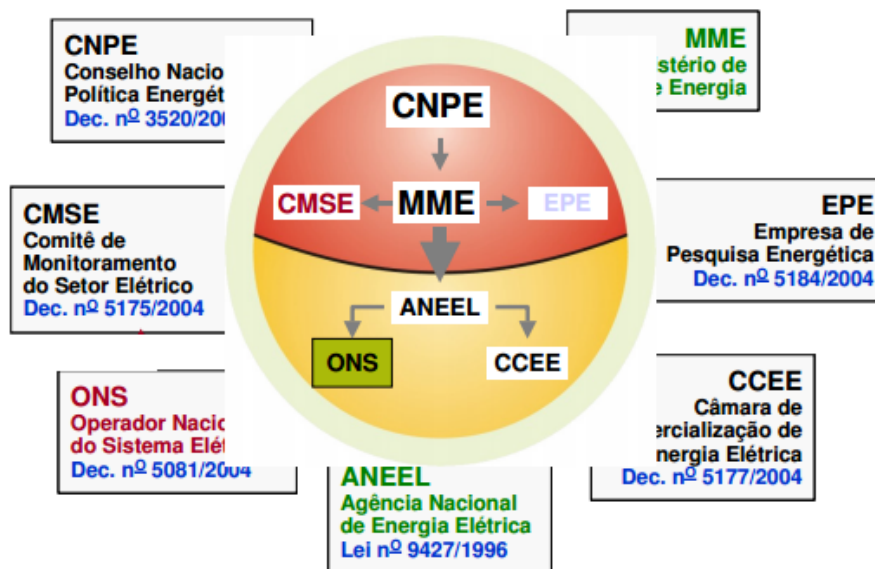 CNPE
Conselho Nacio
Política Energét
Dec. nº 3520/20
MME
stério de
e Energia
CNPE
CMSE
MME
EPE
CMSE
Comitê de
Monitoramento
do Setor Elétrico
Dec. nº 5175/2004
EPE
Empresa de
Pesquisa Energética
Dec. nº 5184/2004
ANEEL
ONS
CCEE
ONS
Operador Nacio
do Sistema Elé
Dec. nº 5081/2004
CCEE
Câmara de
ercialização de
nergia Elétrica
Dec. nº 5177/2004
ANEEL
Agência Nacional
de Energia Elétrica
Lei nº 9427/1996